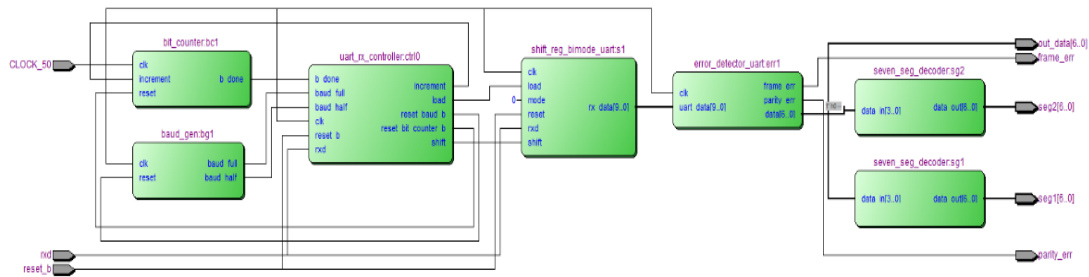 CLOCK_50
rxd
reset_b
bit_counter:bc1
clk
increment
reset
b_done
baud_gen:bg1
clk
reset
baud_full
baud_half
uart_rx_controller:ctrl0
b_done
baud_full
baud_half
clk
reset_b
rxd
increment
load
reset_baud_b
reset_bit_counter_b
shift
shift_reg_bimode_uart:s1
clk
load
0
mode
reset
rxd
shift
rx_data[9..0]
error_detector_uart:err1
clk
uart_data[9..0]
frame_err
parity_err
data[6..0]
seven_seg_decoder:sg2
data_in[3..0]
data_out[6..0]
seven_seg_decoder:sg1
data_in[3..0]
data_out[6..0]
out_data[6..0]
frame_err
seg2[6..0]
seg1[6..0]
parity_err